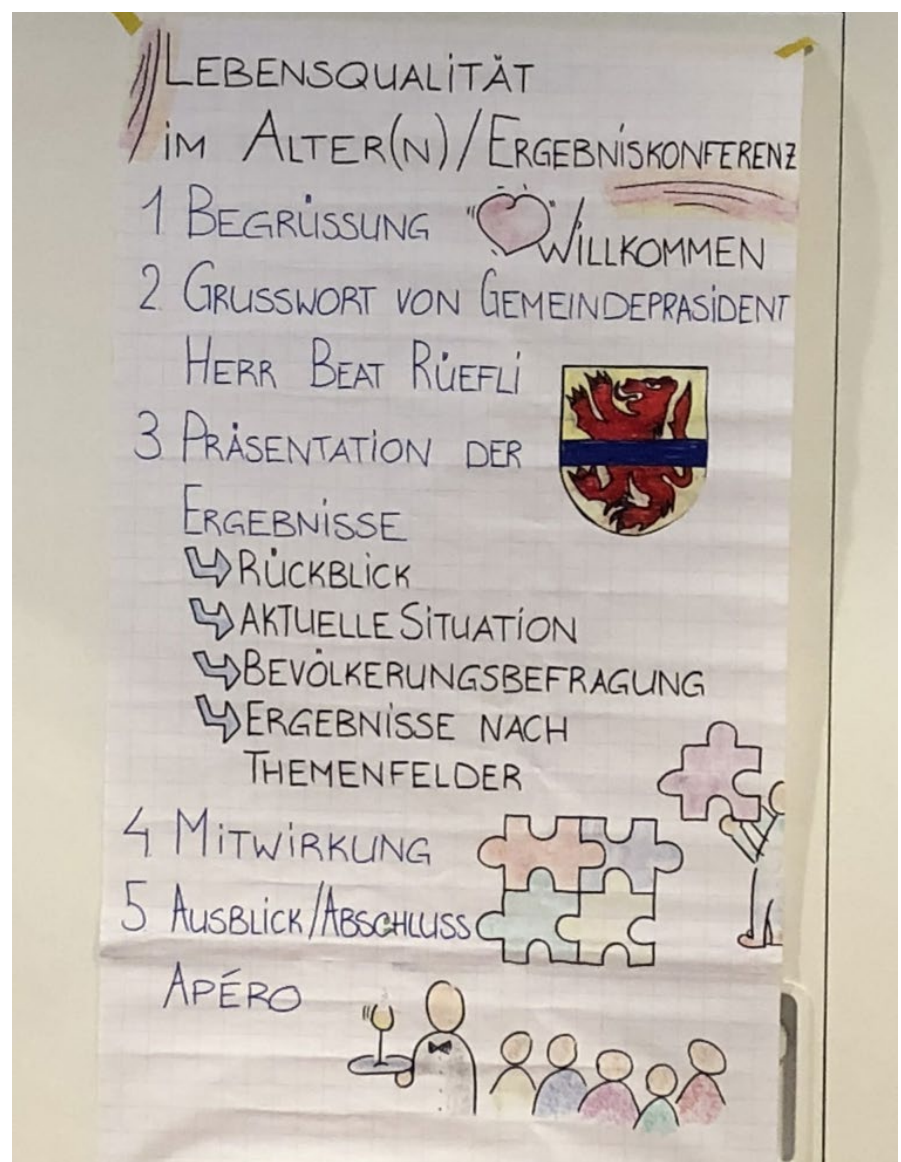 LEBENSQUALITÄT
IM ALTER(N)/ERGEBNISKONFERENZ
1 BEGRÜSSUNG
WILLKOMMEN
2 GRUSSWORT VON GEMEINDEPRASIDENT
HERR BEAT RÜEFLI
3 PRÄSENTATION DER
ERGEBNISSE
RÜCKBLICK
AKTUELLE SITUATION
BEVÖLKERUNGSBEFRAGUNG
ERGEBNISSE NACH
THEMENFELDER
4 MITWIRKUNG
5 AUSBLICK/ABSCHLUSS
APÉRO